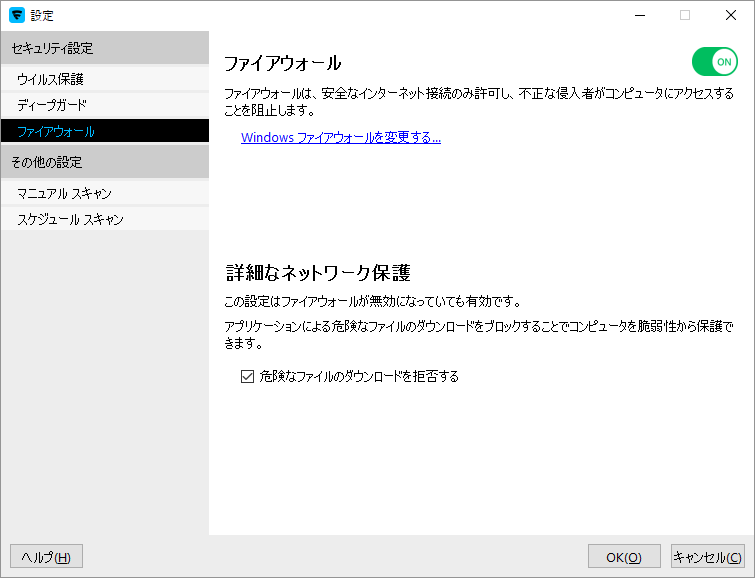 設定
セキュリティ設定
ウイルス保護
ディープガード
ファイアウォール
その他の設定
マニュアル スキャン
スケジュール スキャン
ファイアウォール
ON
ファイアウォールは、安全なインターネット接続のみ許可し、不正な侵入者がコンピュータにアクセスする
ことを阻止します。
Windows ファイアウォールを変更する...
詳細なネットワーク保護
この設定はファイアウォールが無効になっていても有効です。
アプリケーションによる危険なファイルのダウンロードをブロックすることでコンピュータを脆弱性から保護で
きます。
危険なファイルのダウンロードを拒否する
ヘルプ(H)
OK(O)
キャンセル(C)